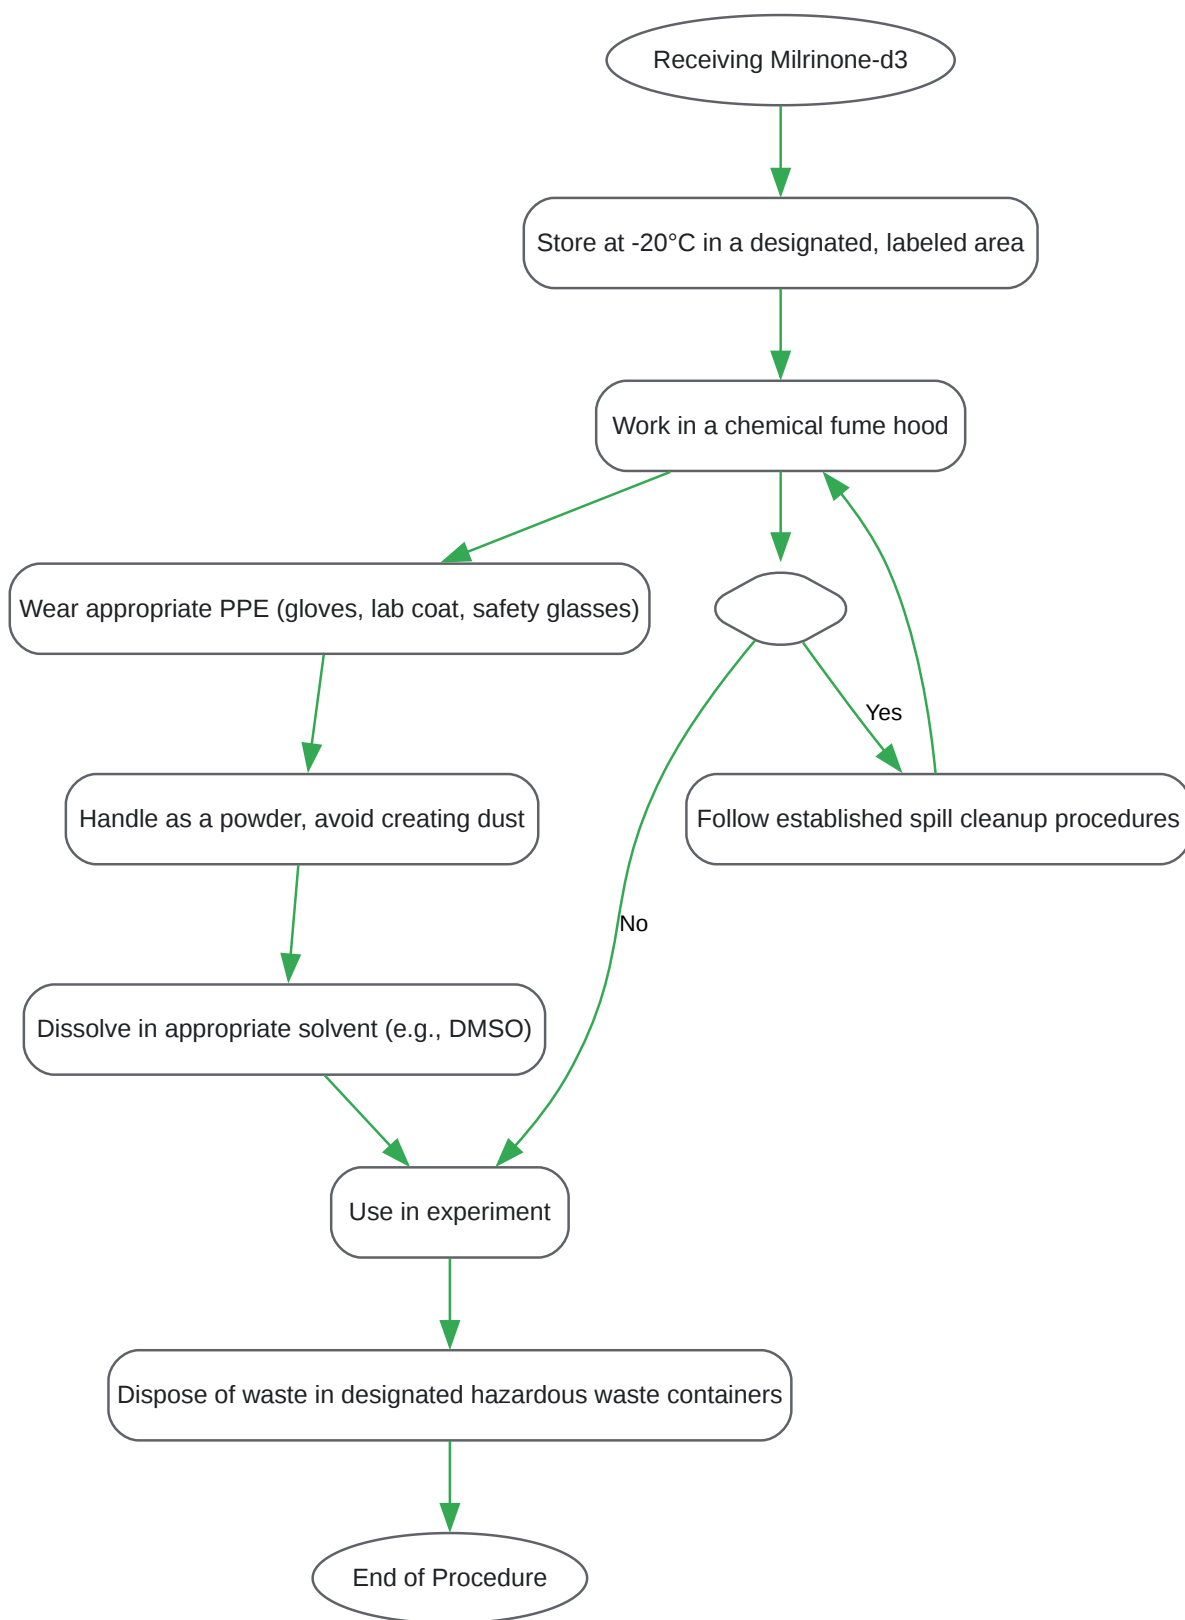 Receiving Milrinone-d3
Store at -20°C in a designated, labeled area
Work in a chemical fume hood
Wear appropriate PPE (gloves, lab coat, safety glasses)
Yes
Handle as a powder, avoid creating dust
Follow established spill cleanup procedures
No
Dissolve in appropriate solvent (e.g., DMSO)
Use in experiment
Dispose of waste in designated hazardous waste containers
End of Procedure